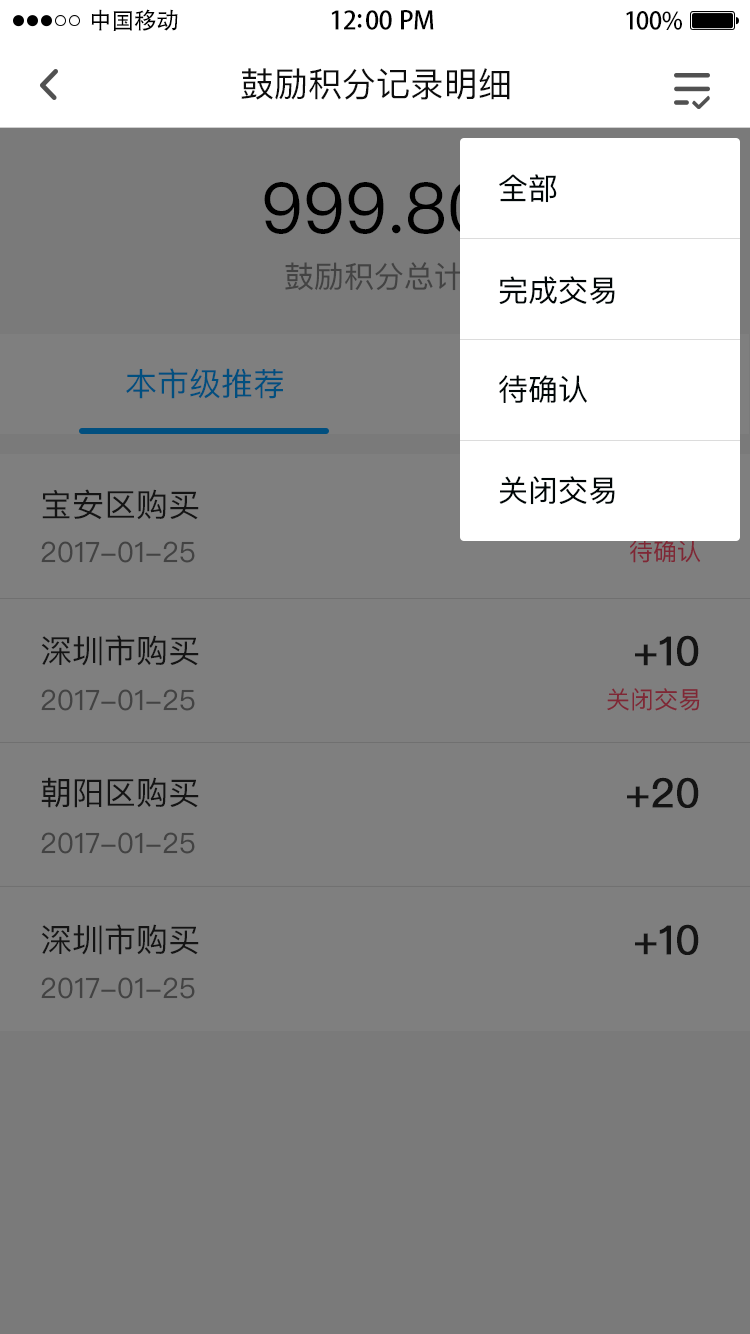 中国移动 12:00 PM 100%
鼓励积分记录明细
全部
完成交易
待确认
关闭交易
999.80
鼓励积分总计
本市级推荐
宝安区购买
2017-01-25
待确认
深圳市购买 +10
2017-01-25 关闭交易
朝阳区购买 +20
2017-01-25
深圳市购买 +10
2017-01-25